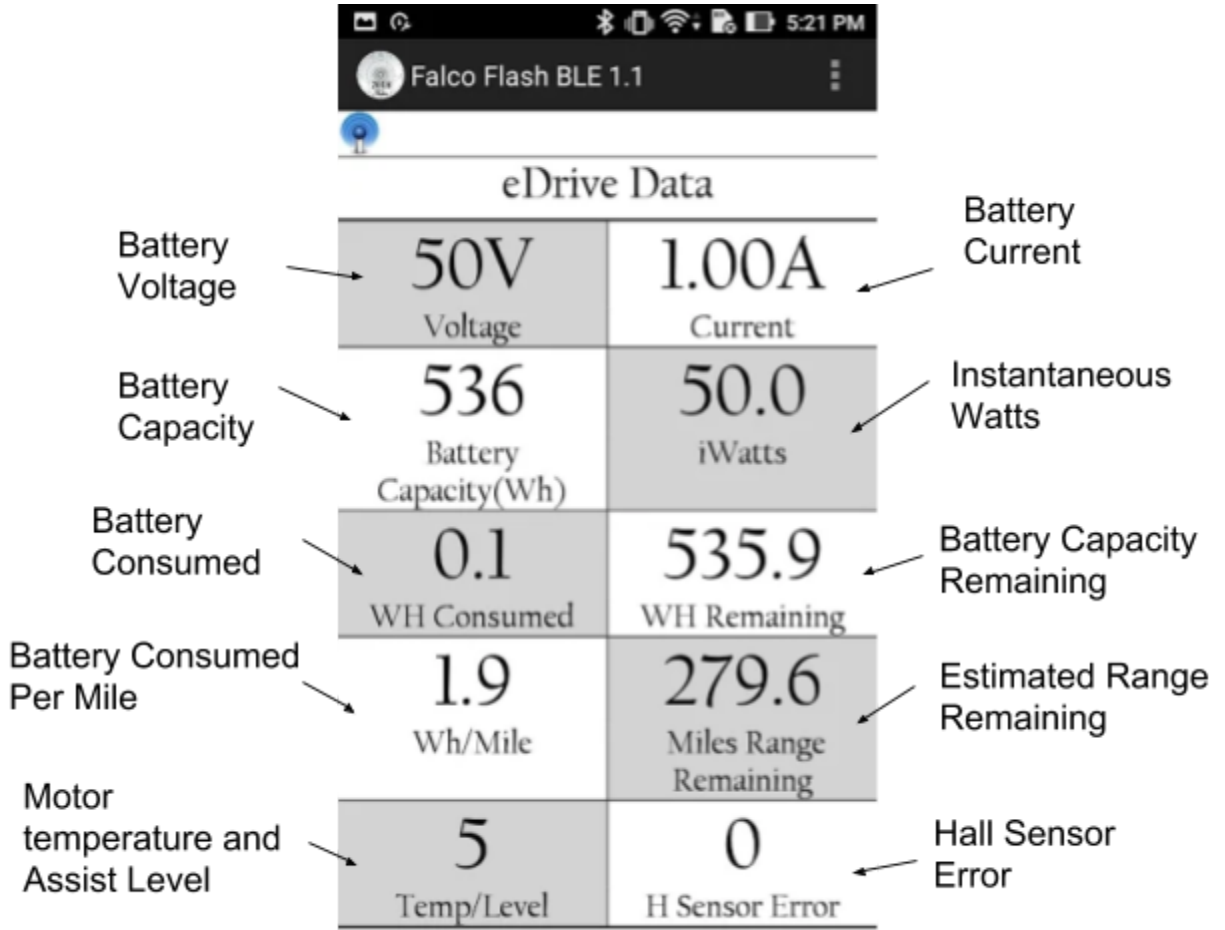 5:21 PM
Falco Flash BLE 1.1
eDrive Data
Battery
Voltage
50V
Voltage
1.00A
Current
Battery
Current
Battery
Capacity
536
Battery
Capacity(Wh)
50.0
iWatts
Instantaneous
Watts
Battery
Consumed
0.1
WH Consumed
535.9
WH Remaining
Battery Capacity
Remaining
Battery Consumed
Per Mile
1.9
Wh/Mile
279.6
Miles Range
Remaining
Estimated Range
Remaining
Motor
temperature and
Assist Level
5
Temp/Level
0
H Sensor Error
Hall Sensor
Error